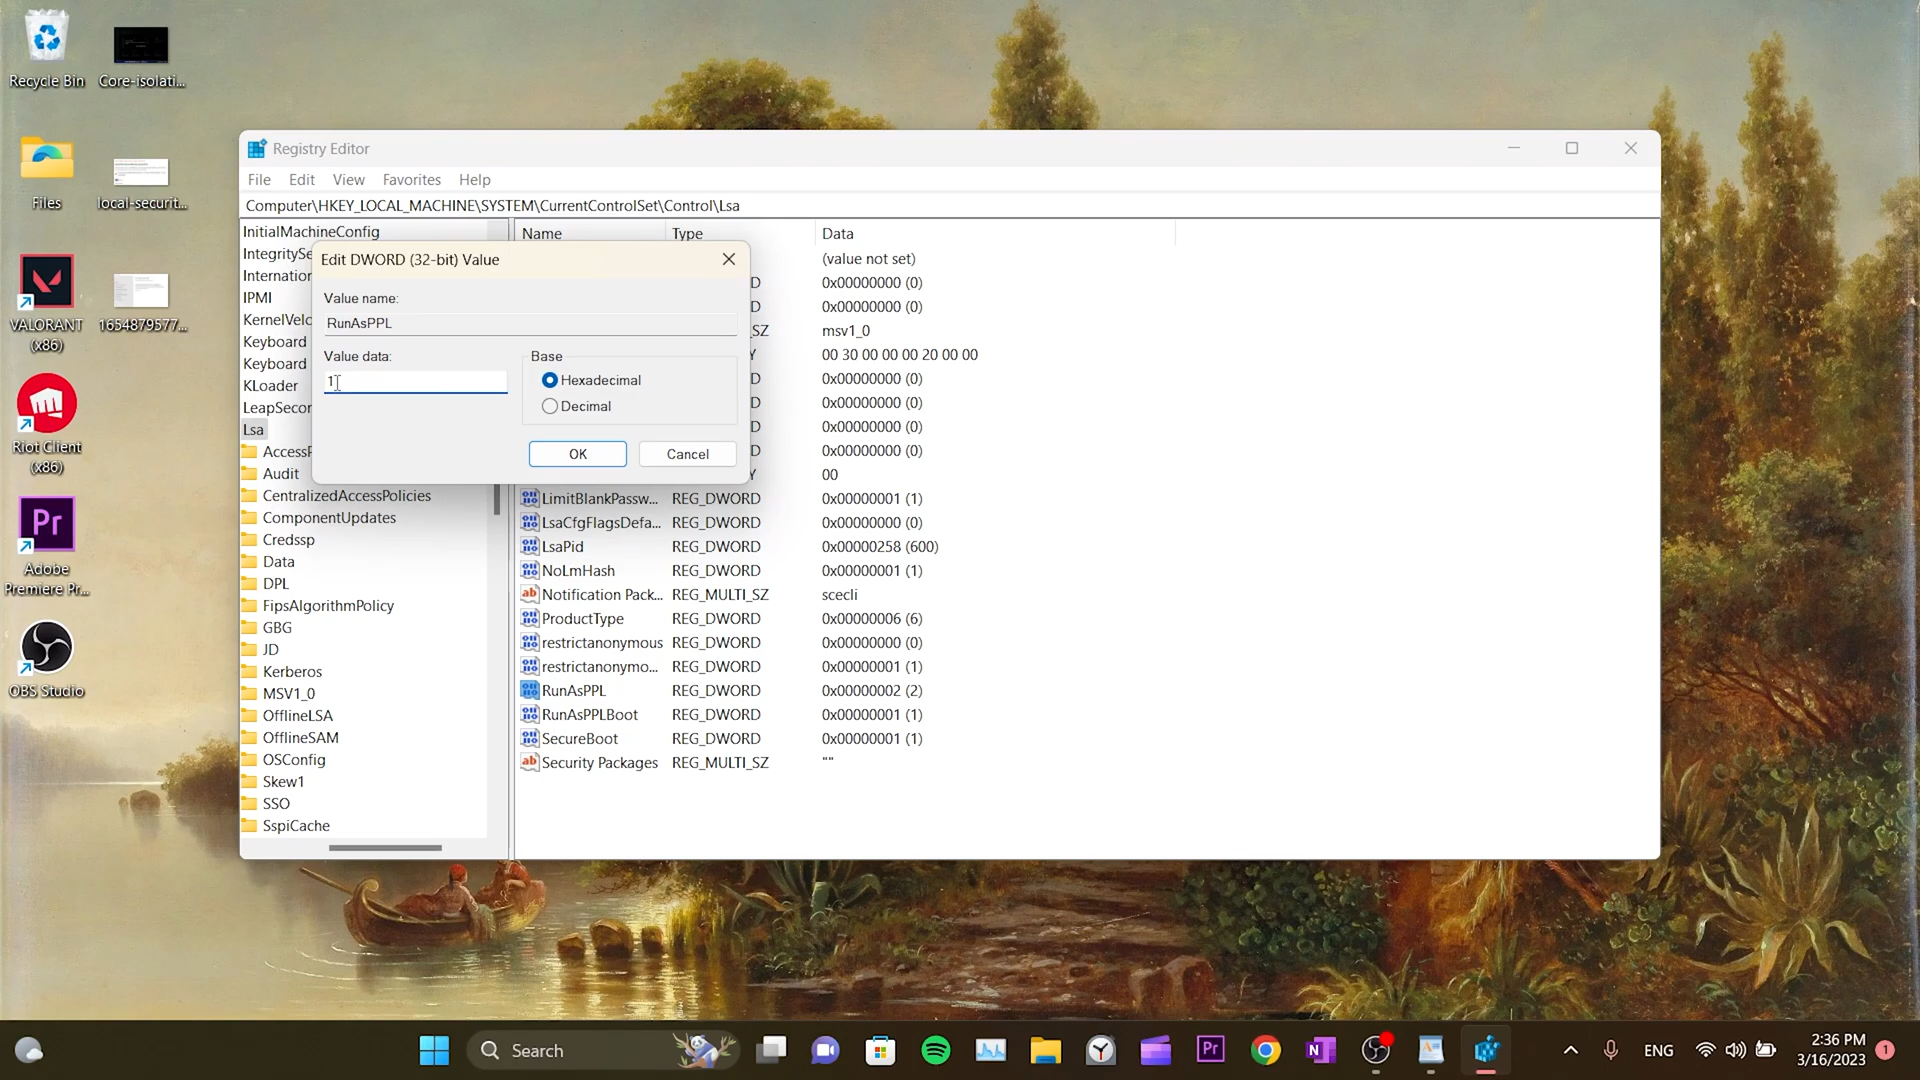 Recycle Bin
Core-isolati...
Files
local-securit...
VALORANT
(x86)
1654879577...
Riot Client
(x86)
Pr
Adobe
Premiere Pr...
OBS Studio
Registry Editor
File Edit View Favorites Help
Computer\HKEY_LOCAL_MACHINE\SYSTEM\CurrentControlSet\Control\Lsa
InitialMachineConfig
IntegritySe
Internation
IPMI
KernelVelo
Keyboard
Keyboard
KLoader
LeapSecon
Lsa
AccessP
Audit
CentralizedAccessPolicies
ComponentUpdates
Credssp
Data
DPL
FipsAlgorithmPolicy
GBG
JD
Kerberos
MSV1_0
OfflineLSA
OfflineSAM
OSConfig
Skew1
SSO
SspiCache
Edit DWORD (32-bit) Value
Value name:
RunAsPPL
Value data:
1
Base
Hexadecimal
Decimal
OK
Cancel
Name Type Data
(value not set)
D 0x00000000 (0)
D 0x00000000 (0)
_SZ msv1_0
Y 00 30 00 00 00 20 00 00
D 0x00000000 (0)
D 0x00000000 (0)
D 0x00000000 (0)
D 0x00000000 (0)
Y 00
LimitBlankPassw... REG_DWORD 0x00000001 (1)
LsaCfgFlagsDefa... REG_DWORD 0x00000000 (0)
LsaPid REG_DWORD 0x00000258 (600)
NoLmHash REG_DWORD 0x00000001 (1)
Notification Pack... REG_MULTI_SZ scecli
ProductType REG_DWORD 0x00000006 (6)
restrictanonymous REG_DWORD 0x00000000 (0)
restrictanonymo... REG_DWORD 0x00000001 (1)
RunAsPPL REG_DWORD 0x00000002 (2)
RunAsPPLBoot REG_DWORD 0x00000001 (1)
SecureBoot REG_DWORD 0x00000001 (1)
Security Packages REG_MULTI_SZ ""
Search
Pr
N
ENG
2:36 PM
3/16/2023
1